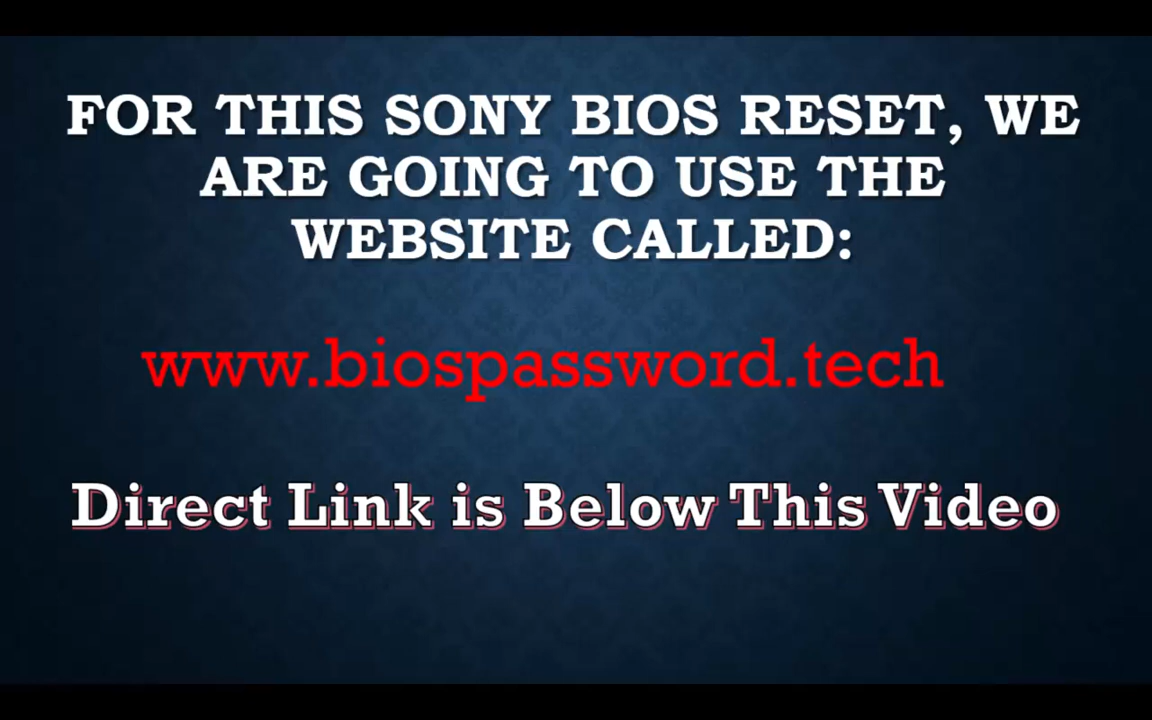 FOR THIS SONY BIOS RESET, WE
ARE GOING TO USE THE
WEBSITE CALLED:
www.biospassword.tech
Direct Link is Below This Video